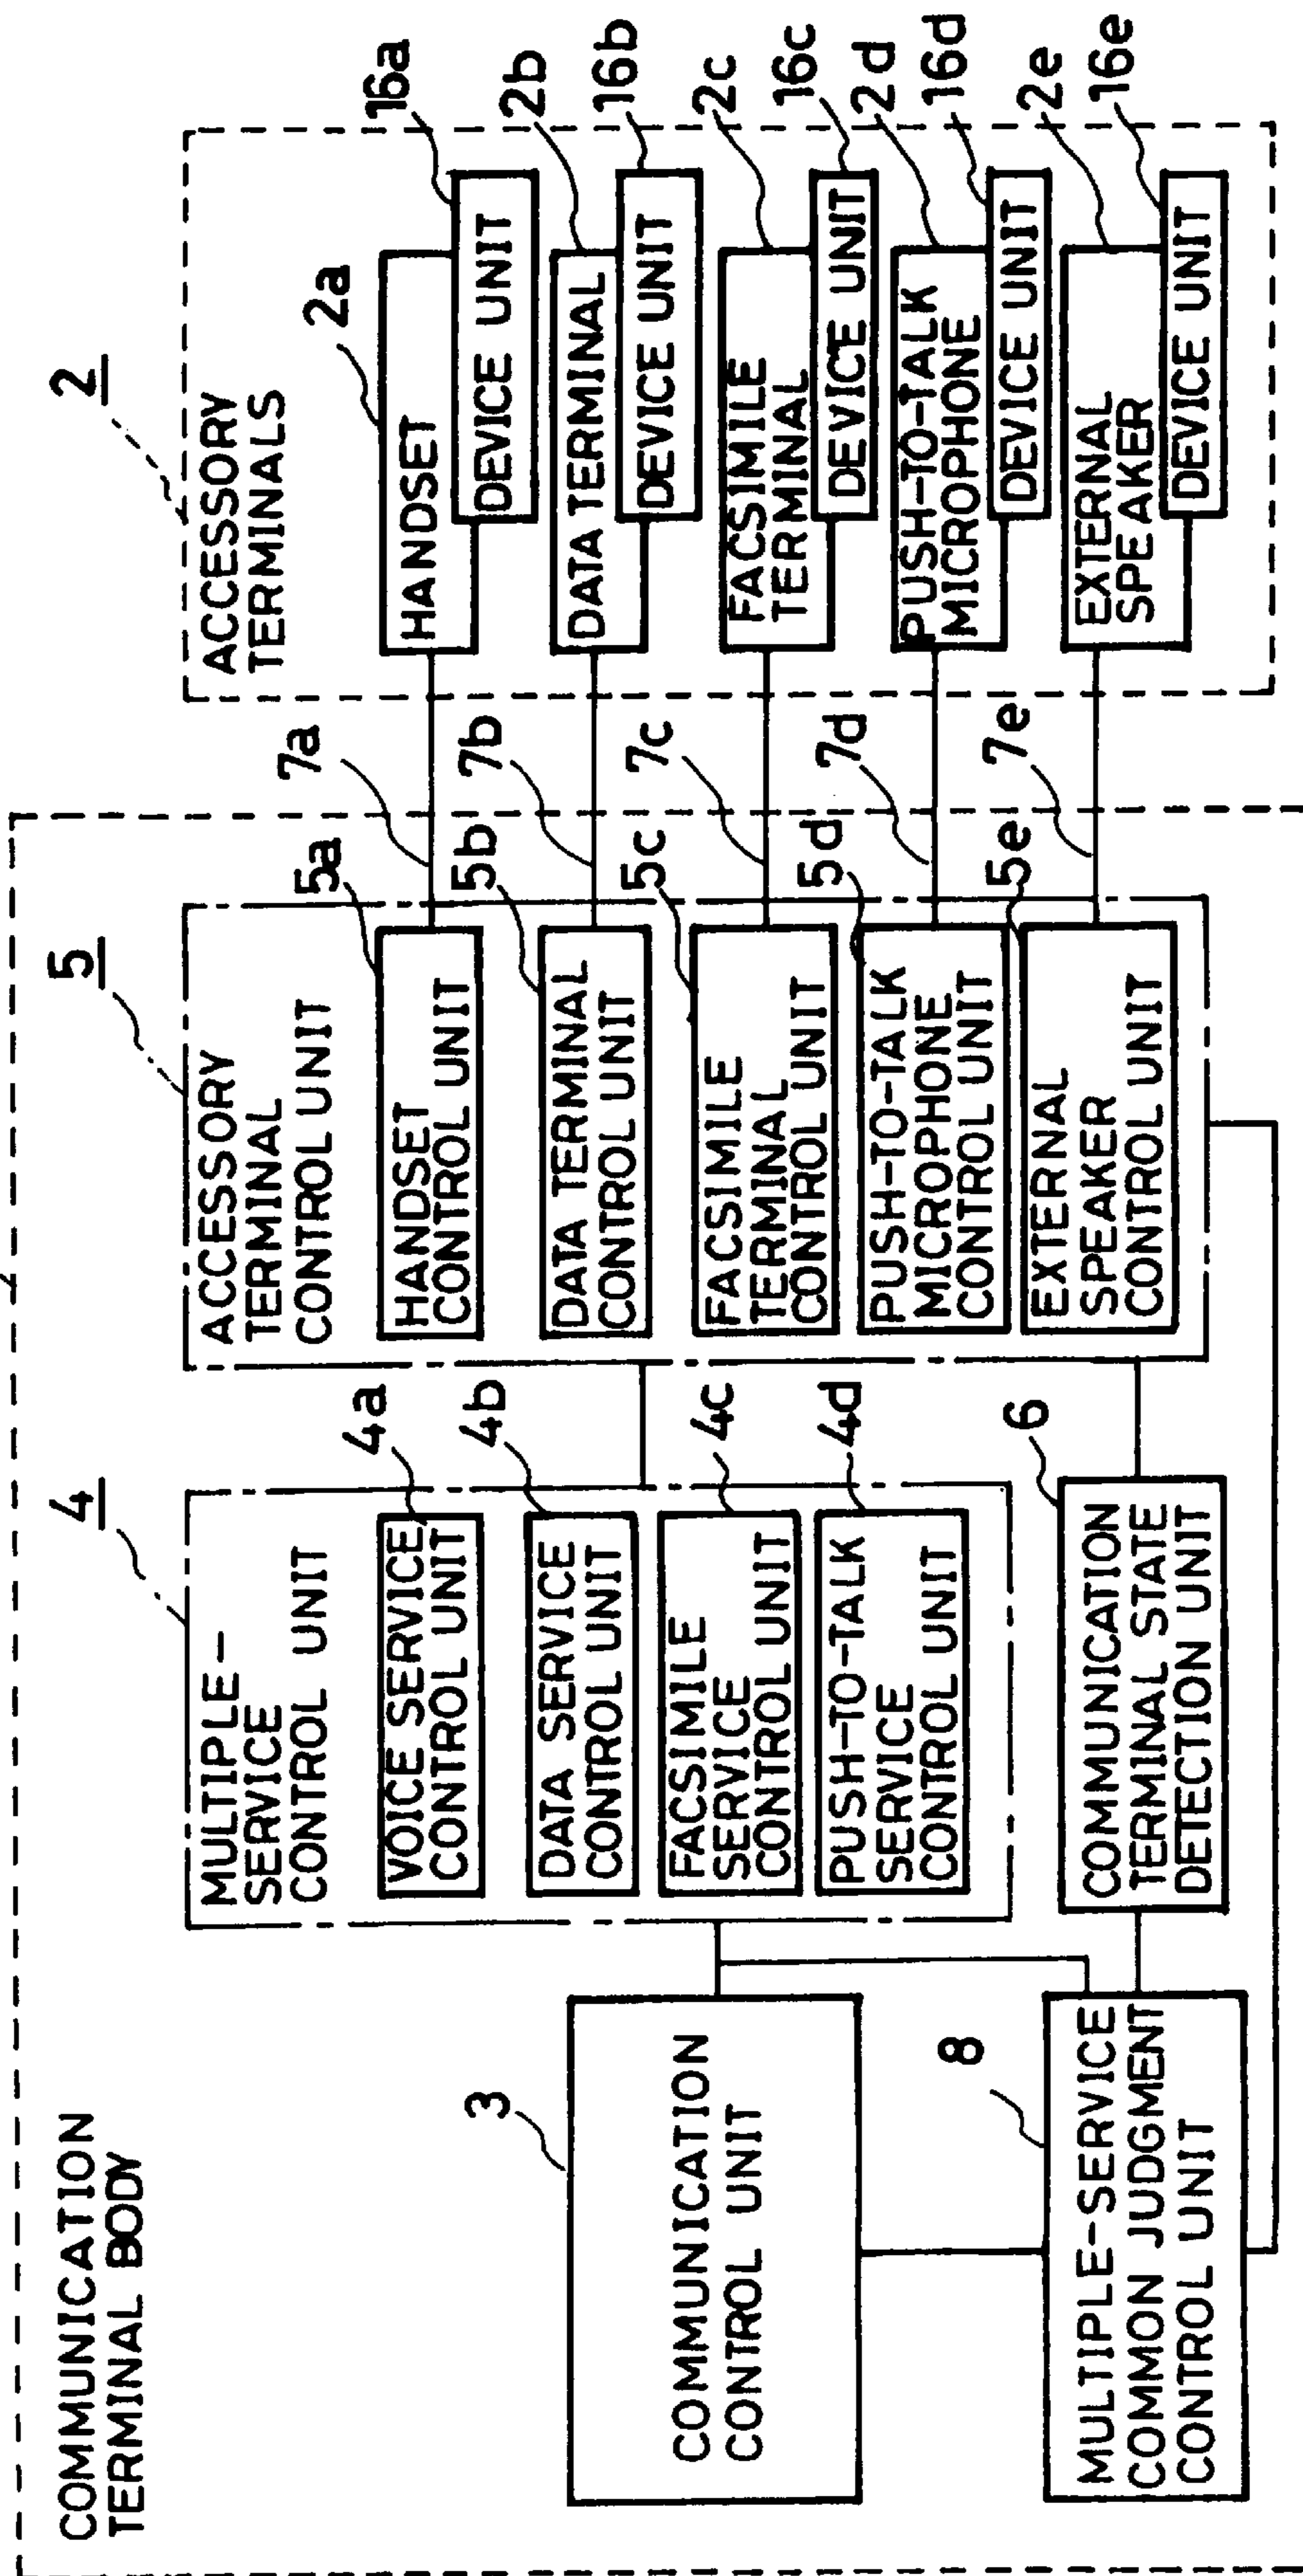 COMMUNICATION
TERMINAL BODY
3
COMMUNICATION
CONTROL UNIT
8
MULTIPLE-SERVICE
COMMON JUDGMENT
CONTROL UNIT
4
MULTIPLE-
SERVICE
CONTROL UNIT
4a
VOICE SERVICE
CONTROL UNIT
4b
DATA SERVICE
CONTROL UNIT
4c
FACSIMILE
SERVICE
CONTROL UNIT
4d
PUSH-TO-TALK
SERVICE
CONTROL UNIT
6
COMMUNICATION
TERMINAL STATE
DETECTION UNIT
5
ACCESSORY
TERMINAL
CONTROL UNIT
5a
HANDSET
CONTROL UNIT
5b
DATA TERMINAL
CONTROL UNIT
5c
FACSIMILE
TERMINAL
CONTROL UNIT
5d
PUSH-TO-TALK
MICROPHONE
CONTROL UNIT
5e
EXTERNAL
SPEAKER
CONTROL UNIT
7a
7b
7c
7d
7e
2
ACCESSORY
TERMINALS
2a
HANDSET
16a
DEVICE UNIT
2b
DATA TERMINAL
16b
DEVICE UNIT
2c
FACSIMILE
TERMINAL
16c
DEVICE UNIT
2d
PUSH-TO-TALK
MICROPHONE
16d
DEVICE UNIT
2e
EXTERNAL
SPEAKER
16e
DEVICE UNIT